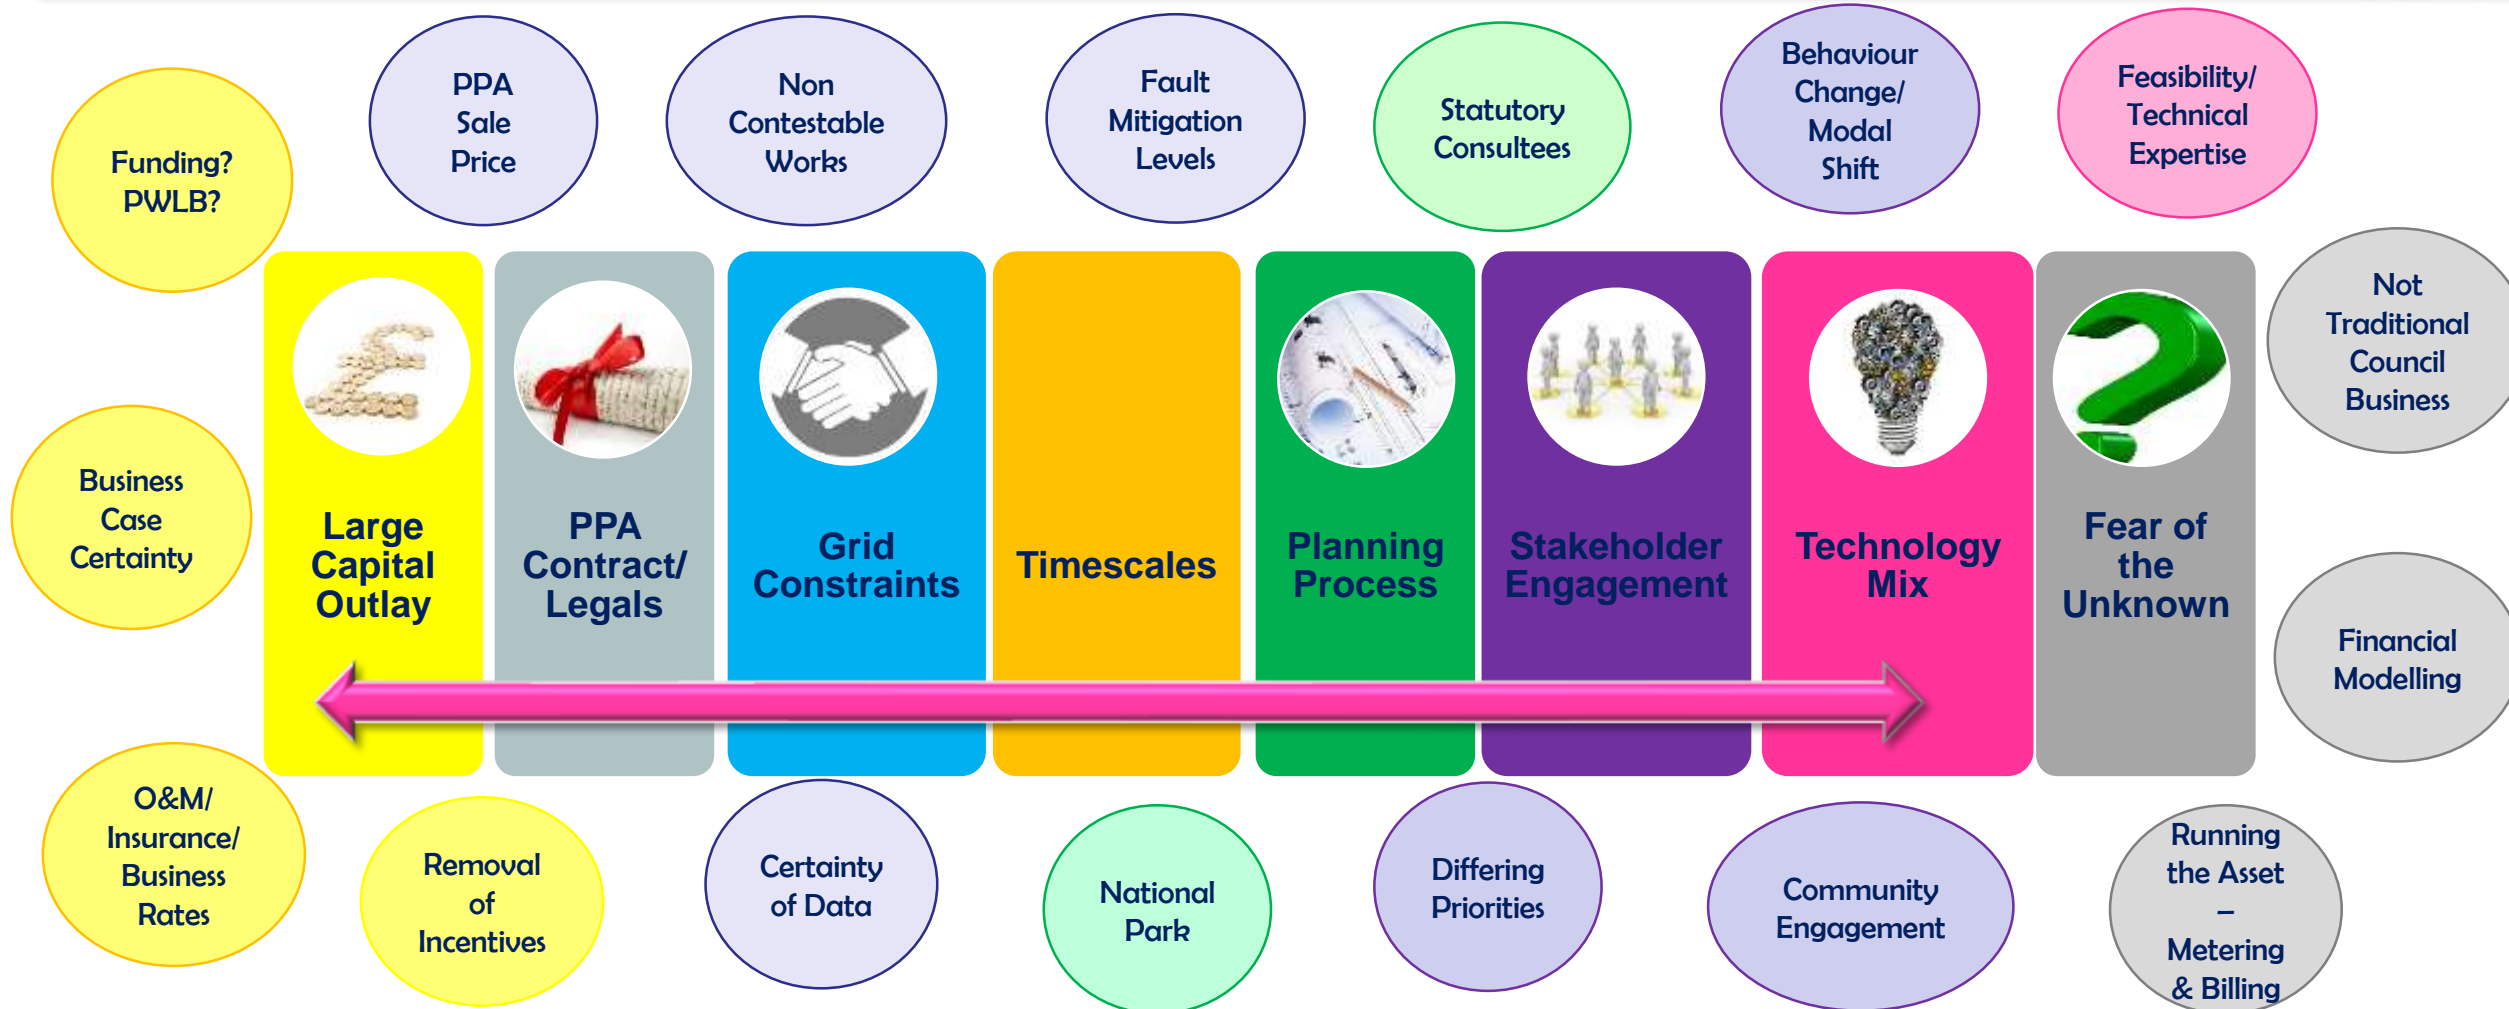 Funding?
PWLB?
PPA
Sale
Price
Non
Contestable
Works
Fault
Mitigation
Levels
Statutory
Consultees
Behaviour
Change/
Modal
Shift
Feasibility/
Technical
Expertise
Business
Case
Certainty
Large
Capital
Outlay
PPA
Contract/
Legals
Grid
Constraints
Timescales
Planning
Process
Stakeholder
Engagement
Technology
Mix
Fear of
the
Unknown
Not
Traditional
Council
Business
Financial
Modelling
O&M/
Insurance/
Business
Rates
Removal
of
Incentives
Certainty
of Data
National
Park
Differing
Priorities
Community
Engagement
Running
the Asset
–
Metering
& Billing